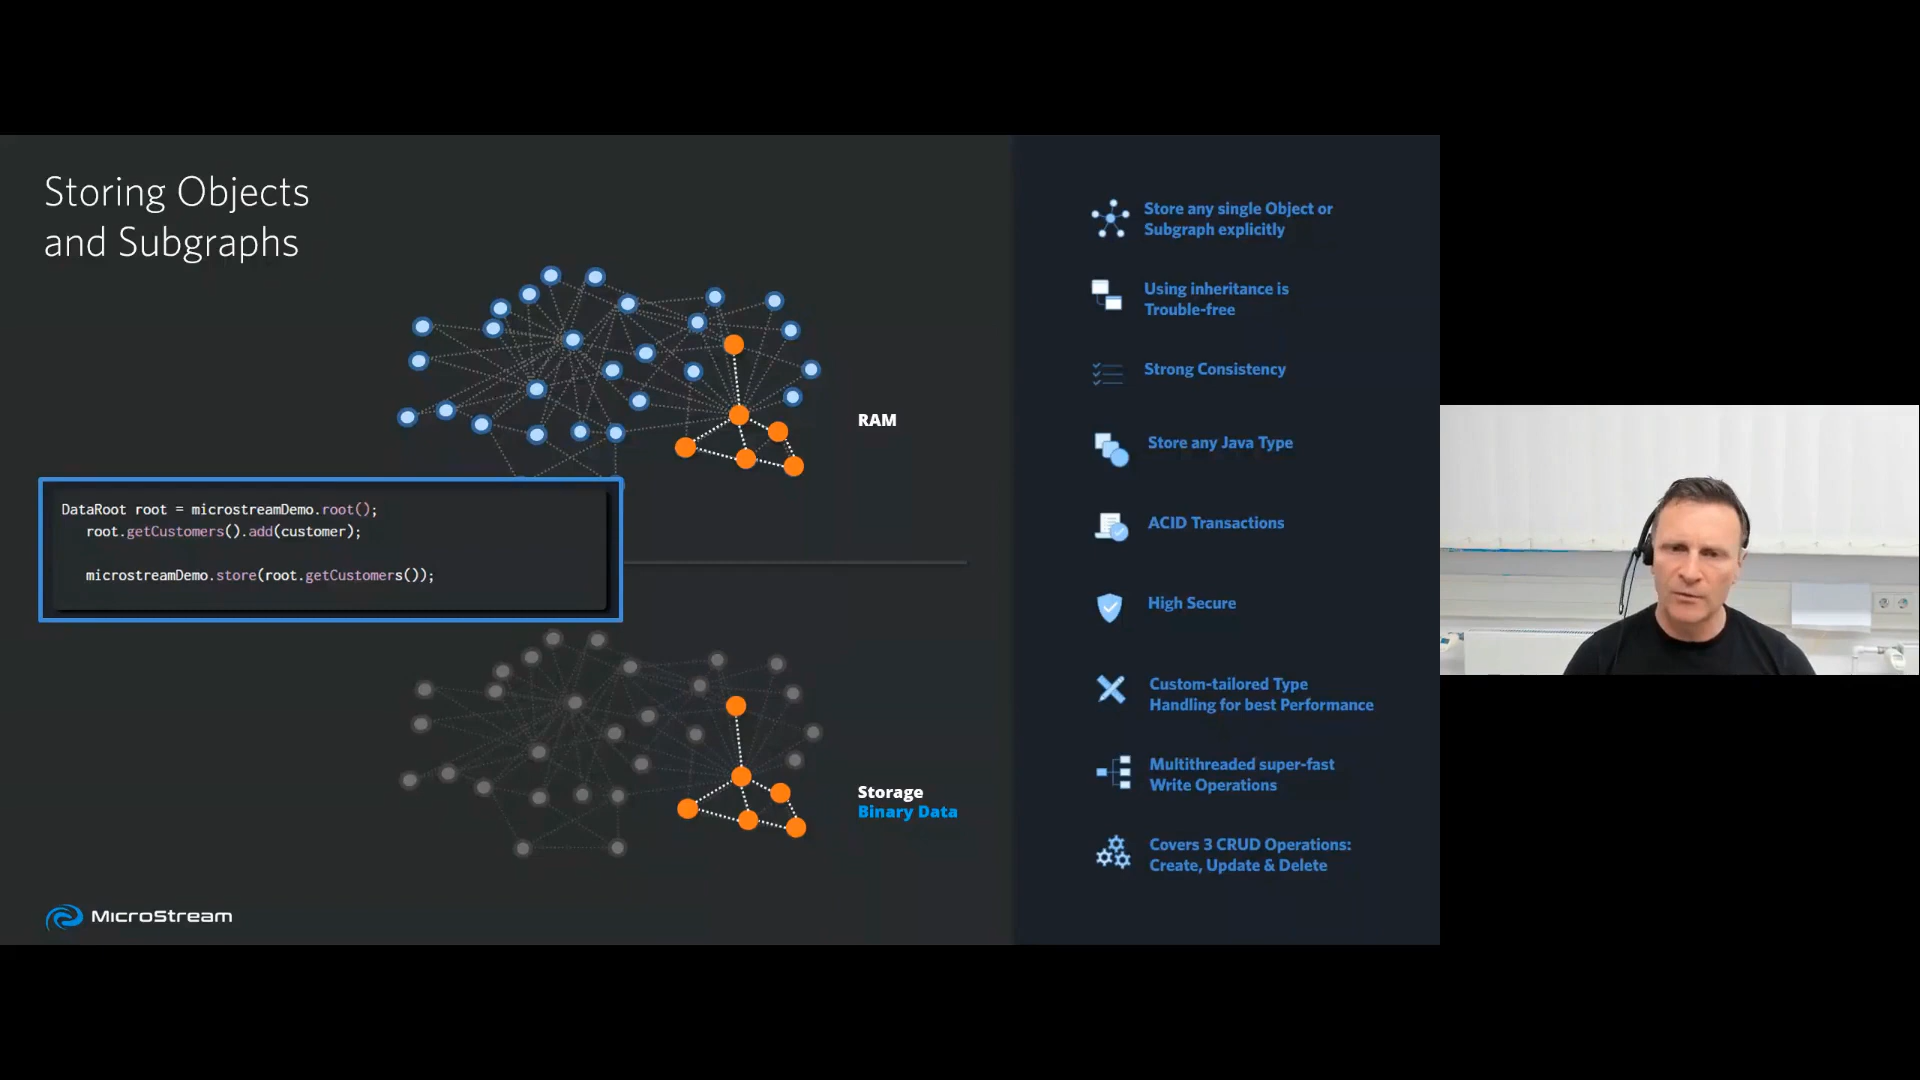 Storing Objects
and Subgraphs
RAM
DataRoot root = microstreamDemo.root();
root.getCustomers().add(customer);
microstreamDemo.store(root.getCustomers());
Storage
Binary Data
MicroStream
Store any single Object or
Subgraph explicitly
Using inheritance is
Trouble-free
Strong Consistency
Store any Java Type
ACID Transactions
High Secure
Custom-tailored Type
Handling for best Performance
Multithreaded super-fast
Write Operations
Covers 3 CRUD Operations:
Create, Update & Delete